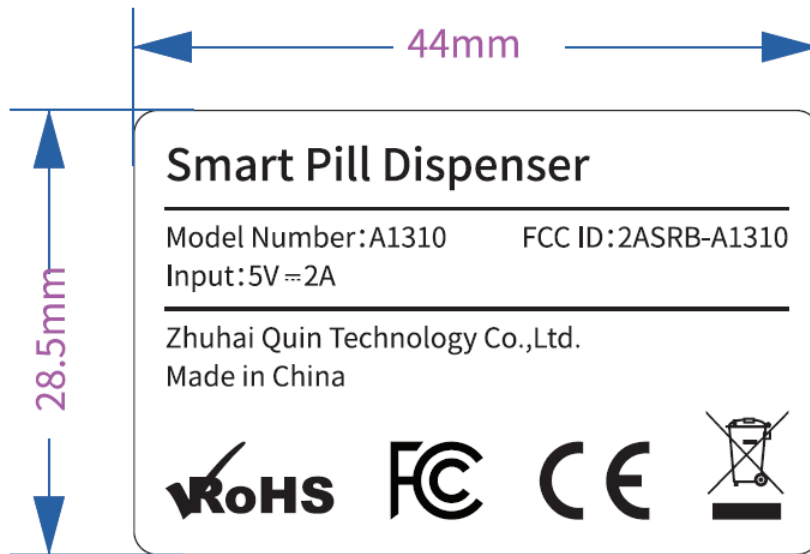 44mm
28.5mm
Smart Pill Dispenser
Model Number:A1310 FCC ID:2ASRB-A1310
Input:5V⎓2A
Zhuhai Quin Technology Co.,Ltd.
Made in China
RoHS FC CE